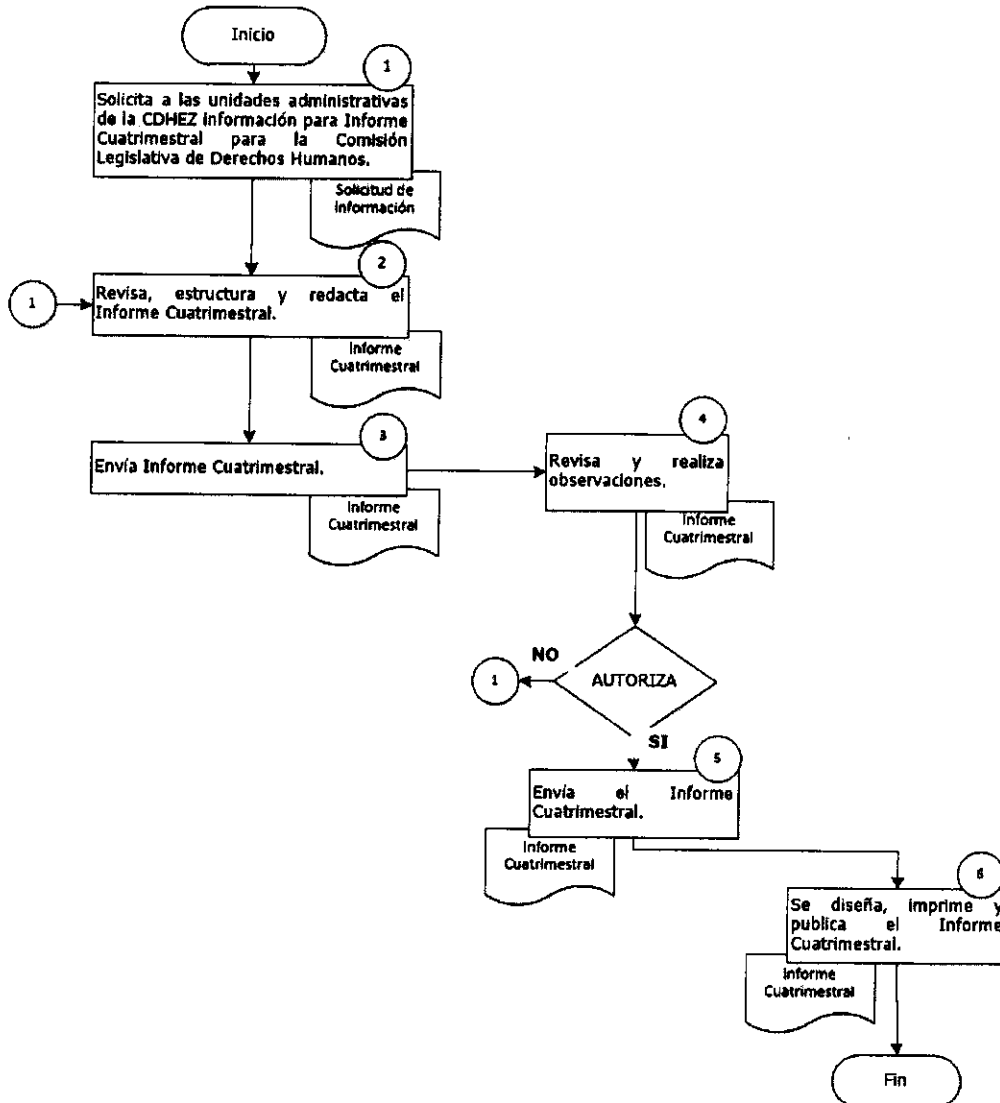 Inicio
1
Solicita a las unidades administrativas
de la CDHEZ información para Informe
Cuatrimestral para la Comisión
Legislativa de Derechos Humanos.
Solicitud de
información
2
1
Revisa, estructura y redacta el
Informe Cuatrimestral.
Informe
Cuatrimestral
3
Envía Informe Cuatrimestral.
Informe
Cuatrimestral
4
Revisa y realiza
observaciones.
Informe
Cuatrimestral
NO
1
AUTORIZA
SI
5
Envía el Informe
Cuatrimestral.
Informe
Cuatrimestral
6
Se diseña, imprime y
publica el Informe
Cuatrimestral.
Informe
Cuatrimestral
Fin